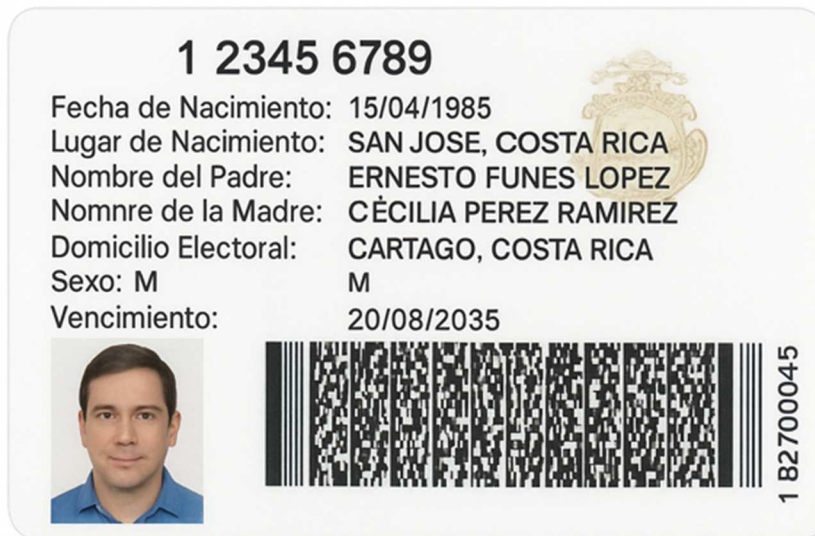 1 2345 6789
Fecha de Nacimiento: 15/04/1985
Lugar de Nacimiento: SAN JOSE, COSTA RICA
Nombre del Padre: ERNESTO FUNES LOPEZ
Nomnre de la Madre: CĖCILIA PEREZ RAMIREZ
Domicilio Electoral: CARTAGO, COSTA RICA
Sexo: M M
Vencimiento: 20/08/2035
1 82700045